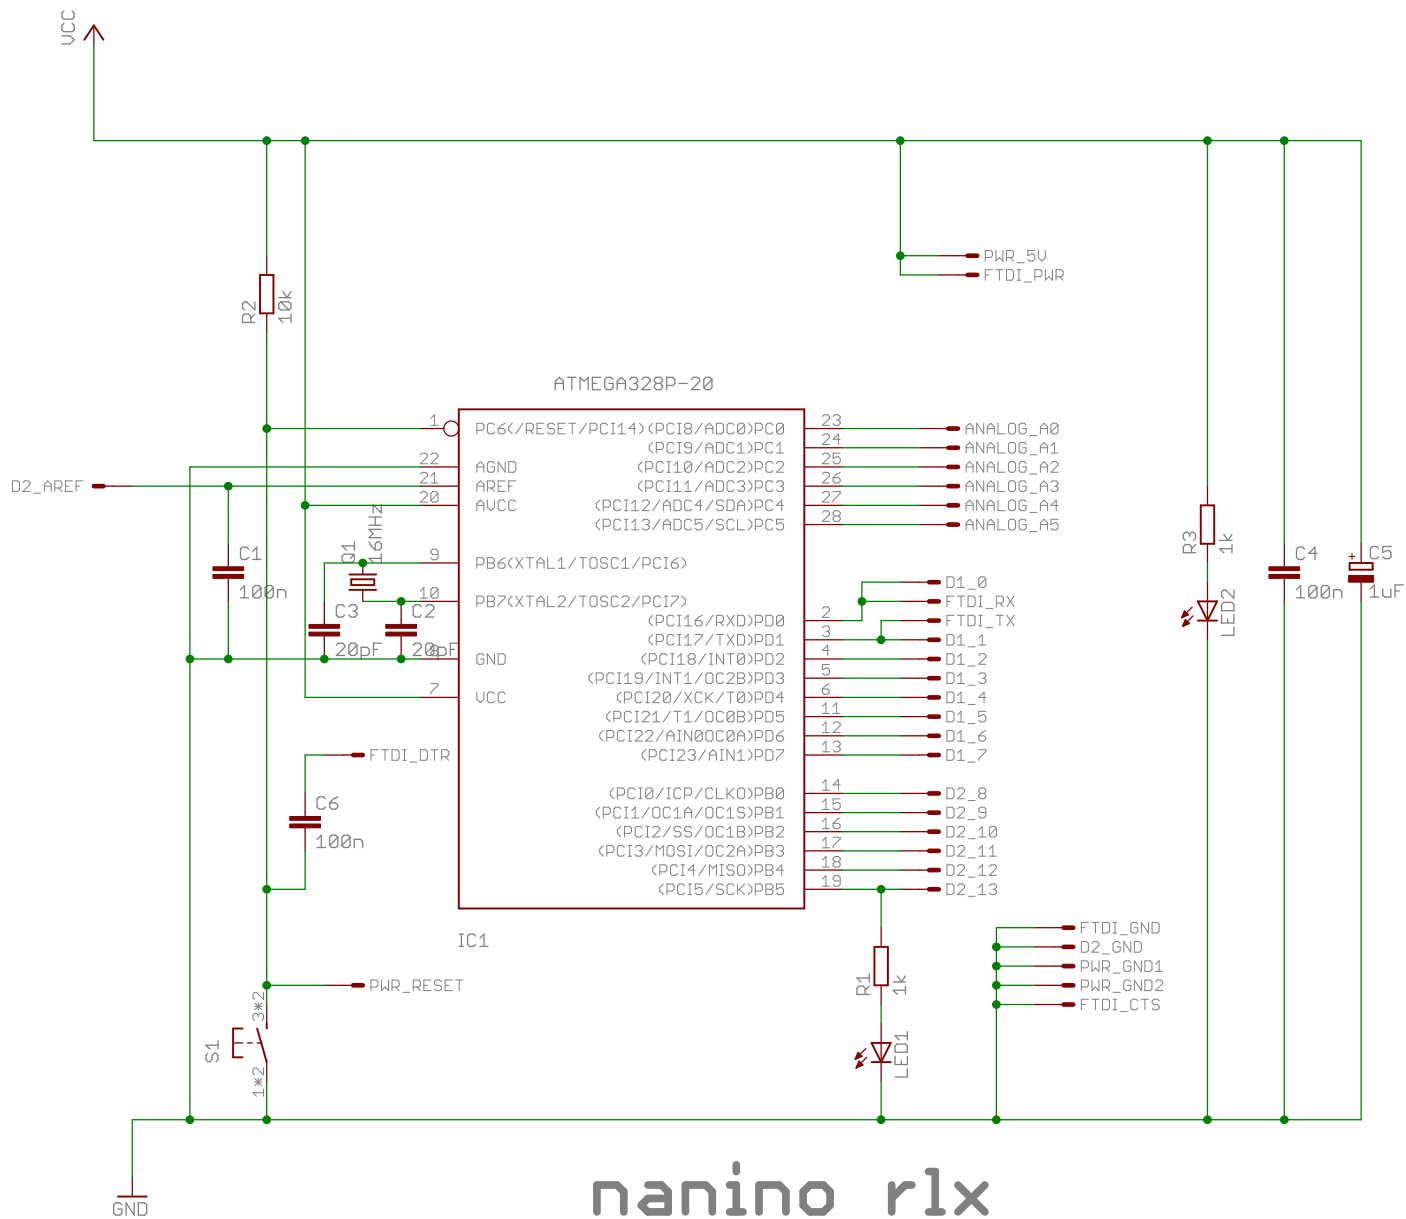 VCC
PWR_5V
FTDI_PWR
R2
10k
ATMEGA328P-20
1
PC6(/RESET/PCI14)(PCI8/ADC0)PC0
23
ANALOG_A0
(PCI9/ADC1)PC1
24
ANALOG_A1
22
AGND
(PCI10/ADC2)PC2
25
ANALOG_A2
D2_AREF
21
AREF
(PCI11/ADC3)PC3
26
ANALOG_A3
20
AVCC
(PCI12/ADC4/SDA)PC4
27
ANALOG_A4
(PCI13/ADC5/SCL)PC5
28
ANALOG_A5
Q1
16MHz
C1
100n
9
PB6(XTAL1/TOSC1/PCI6)
10
PB7(XTAL2/TOSC2/PCI7)
C3
20pF
C2
20pF
8
GND
7
VCC
D1_0
FTDI_RX
2
(PCI16/RXD)PD0
FTDI_TX
(PCI17/TXD)PD1
3
D1_1
(PCI18/INT0)PD2
4
D1_2
(PCI19/INT1/OC2B)PD3
5
D1_3
(PCI20/XCK/T0)PD4
6
D1_4
(PCI21/T1/OC0B)PD5
11
D1_5
(PCI22/AIN0OC0A)PD6
12
D1_6
(PCI23/AIN1)PD7
13
D1_7
FTDI_DTR
C6
100n
(PCI0/ICP/CLKO)PB0
14
D2_8
(PCI1/OC1A/OC1S)PB1
15
D2_9
(PCI2/SS/OC1B)PB2
16
D2_10
(PCI3/MOSI/OC2A)PB3
17
D2_11
(PCI4/MISO)PB4
18
D2_12
(PCI5/SCK)PB5
19
D2_13
IC1
R3
1k
LED2
C4
100n
+
C5
1uF
FTDI_GND
D2_GND
PWR_GND1
PWR_GND2
FTDI_CTS
R1
1k
LED1
PWR_RESET
3*2
S1
1*2
GND
nanino rlx